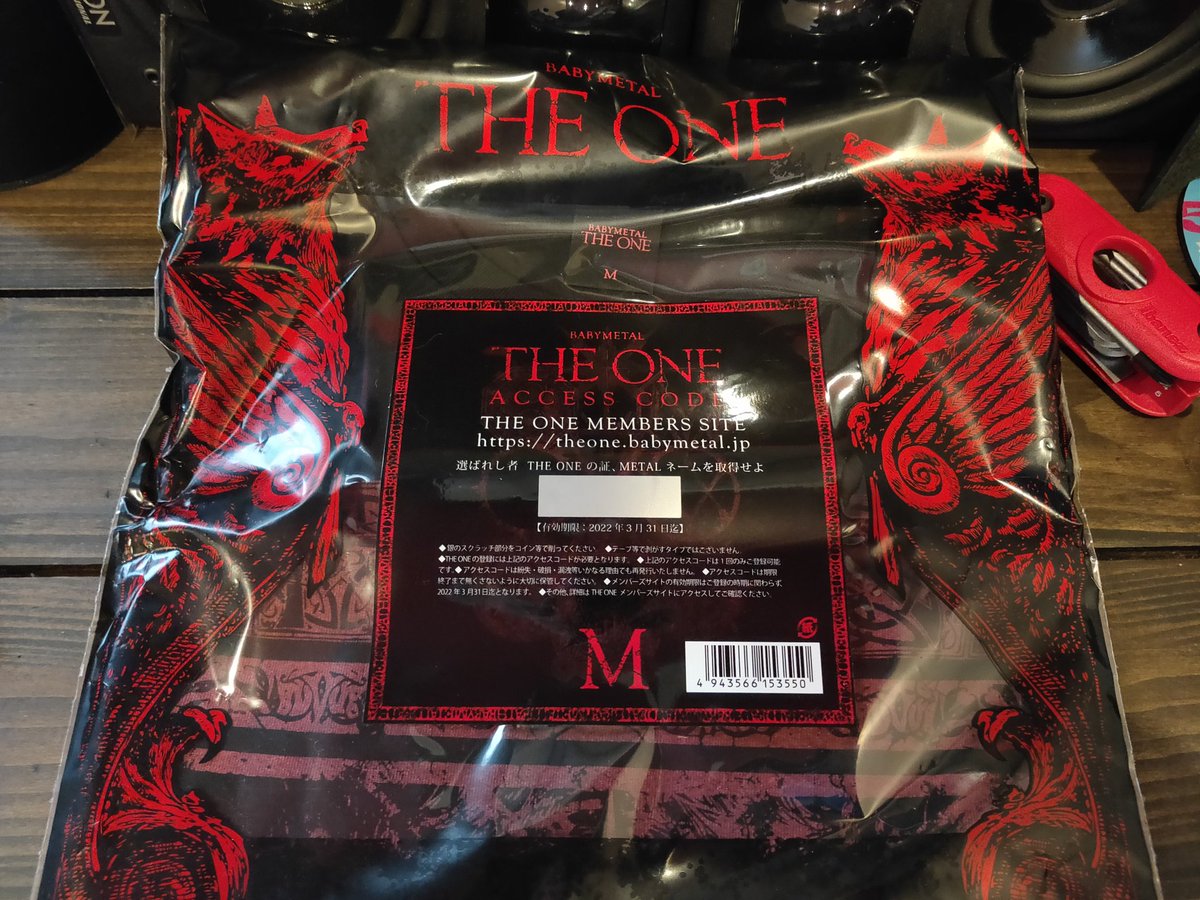 BABYMETAL
THE ONE
BABYMETAL
THE ONE
M
BABYMETAL
THE ONE
ACCESS CODE
THE ONE MEMBERS SITE
https://theone.babymetal.jp
選ばれし者 THE ONE の証、METAL ネームを取得せよ
【有効期限：2022 年 3 月 31 日迄】
◆銀のスクラッチ部分をコイン等で削ってください ◆テープ等で剥がすタイプではございません
◆THE ONE の登録には上記のアクセスコードが必要となります。 ◆上記のアクセスコードは 1 回のみご登録可能
です。◆アクセスコードは紛失・破損・漏洩等いかなる理由でも再発行いたしません。 ◆アクセスコードは期限
終了まで無くさないように大切に保管してください。 ◆メンバーズサイトの有効期限はご登録の時期に関わらず、
2022 年 3 月 31 日迄となります。 ◆その他、詳細は THE ONE メンバーズサイトにアクセスしてご確認ください。
M
4 943566 153550
Ibanez